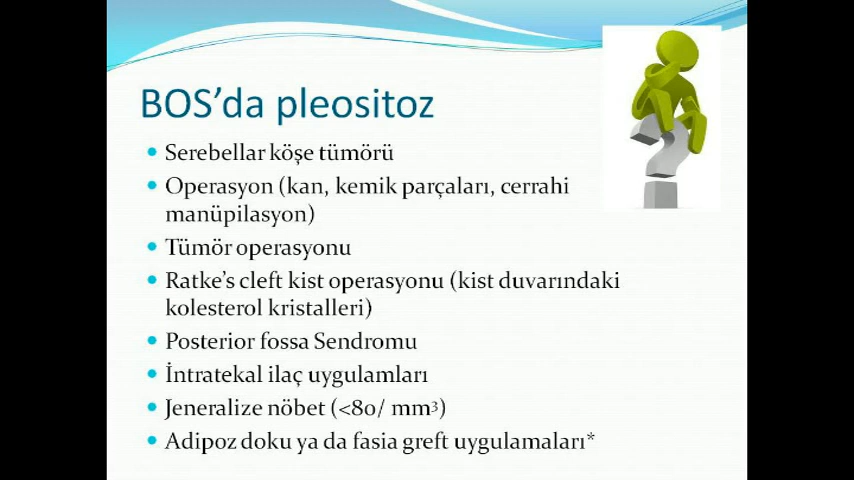 BOS’da pleositoz
• Serebellar köşe tümörü
• Operasyon (kan, kemik parçaları, cerrahi
manüpilasyon)
• Tümör operasyonu
• Ratke’s cleft kist operasyonu (kist duvarındaki
kolesterol kristalleri)
• Posterior fossa Sendromu
• İntratekal ilaç uygulamları
• Jeneralize nöbet (<80/ mm³)
• Adipoz doku ya da fasia greft uygulamaları*